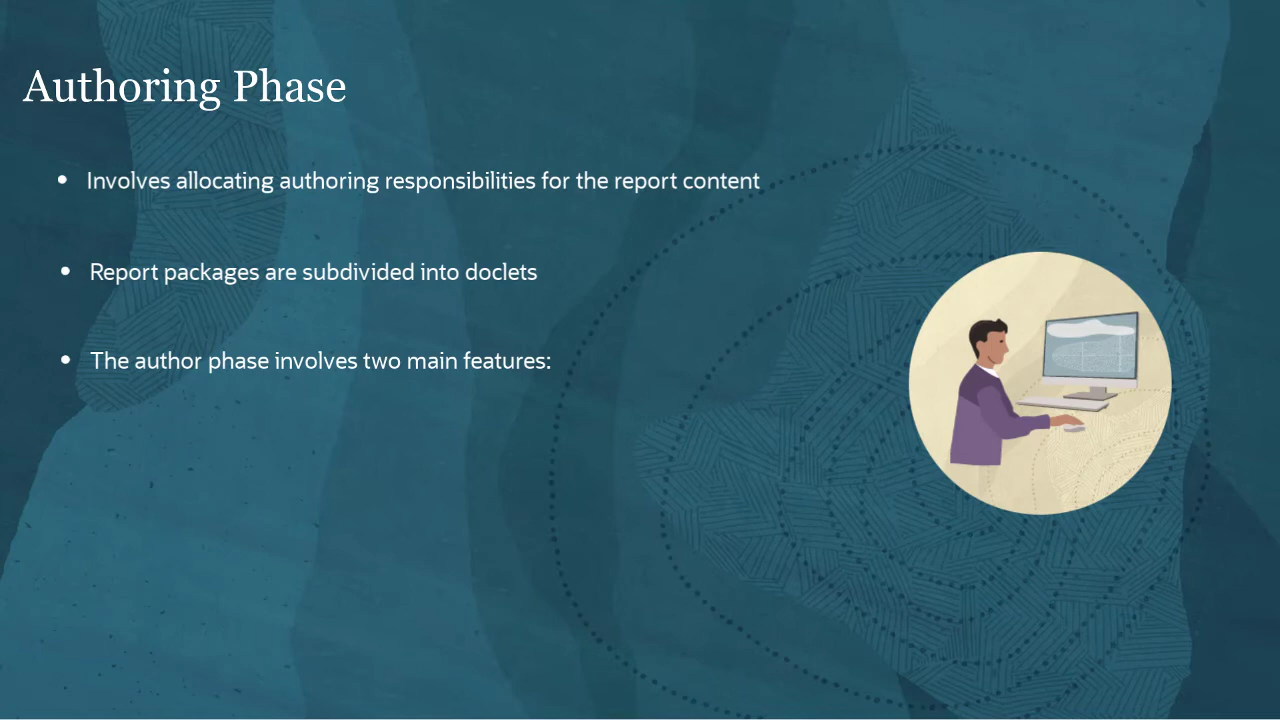 Authoring Phase
• Involves allocating authoring responsibilities for the report content
• Report packages are subdivided into doclets
• The author phase involves two main features: